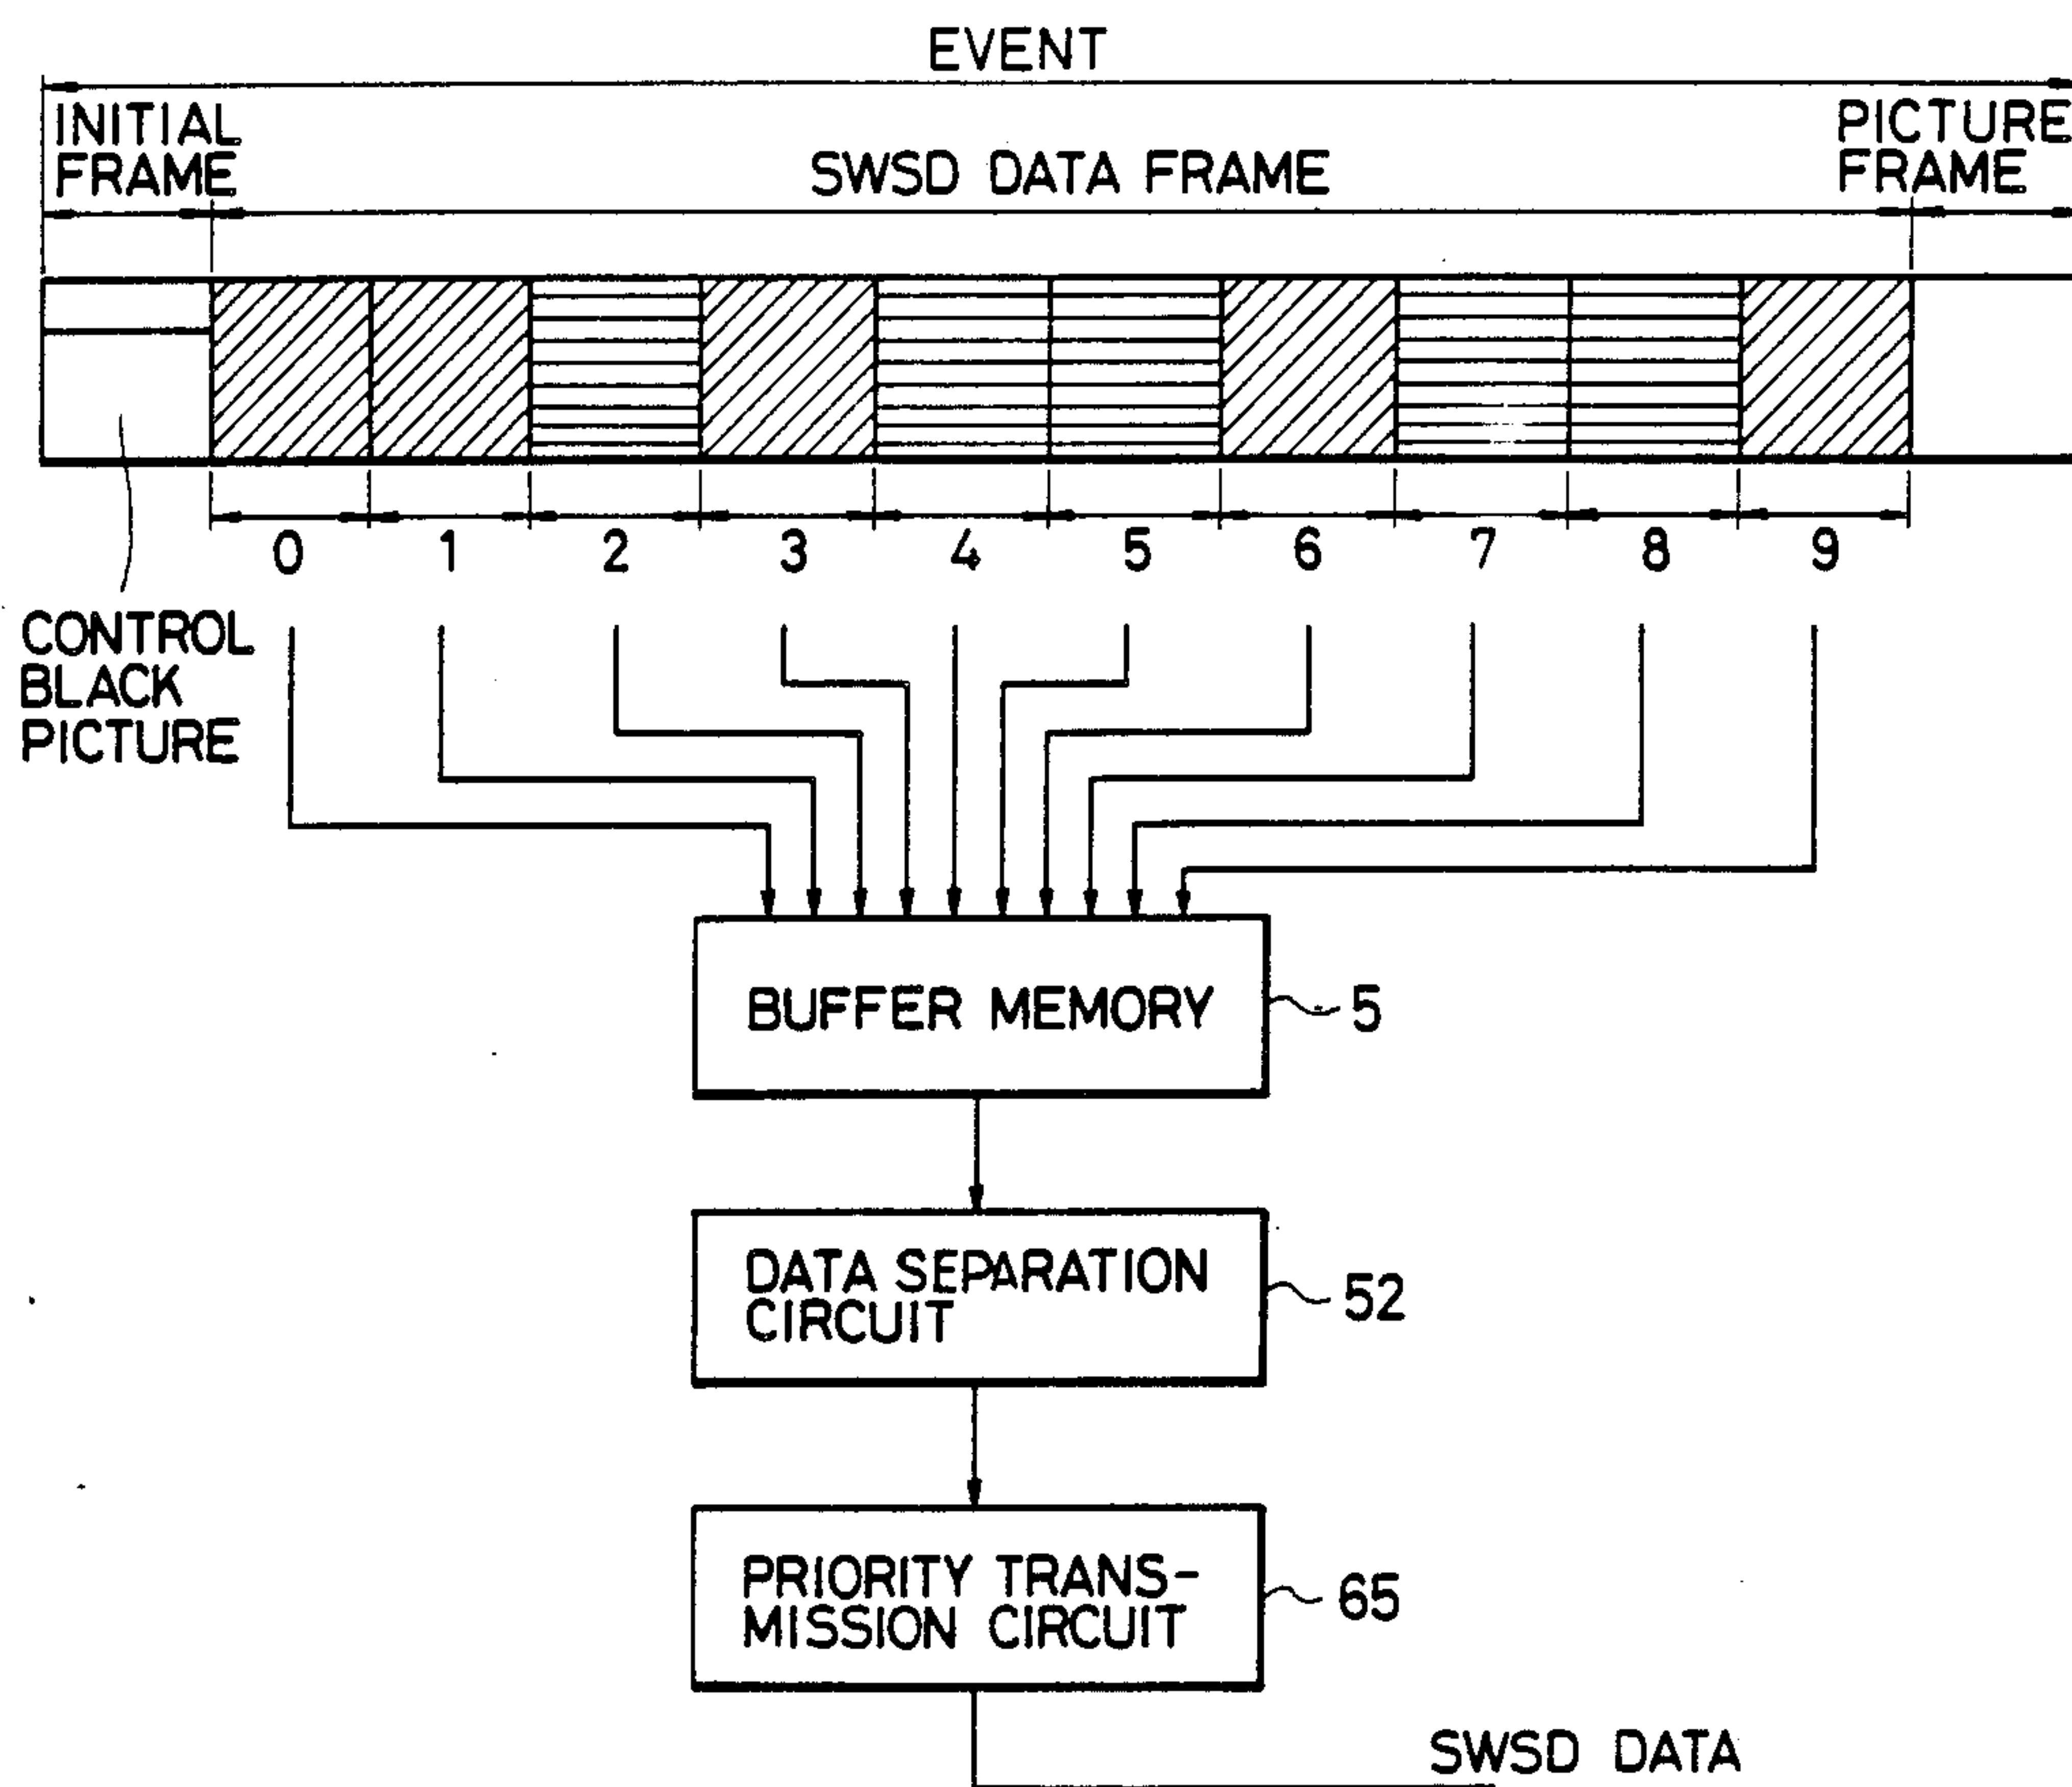 EVENT
INITIAL
FRAME
SWSD DATA FRAME
PICTURE
FRAME
0 1 2 3 4 5 6 7 8 9
CONTROL
BLACK
PICTURE
BUFFER MEMORY
5
DATA SEPARATION
CIRCUIT
52
PRIORITY TRANS-
MISSION CIRCUIT
65
SWSD DATA